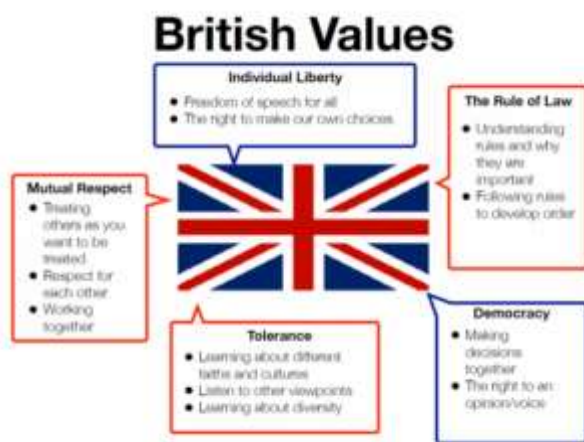 British Values
Individual Liberty
● Freedom of speech for all
● The right to make our own choices
The Rule of Law
● Understanding
rules and why
they are
important
● Following rules
to develop order
Mutual Respect
● Treating
others as you
want to be
treated
● Respect for
each other
● Working
together
Tolerance
● Learning about different
faiths and cultures
● Listen to other viewpoints
● Learning about diversity
Democracy
● Making
decisions
together
● The right to an
opinion/voice